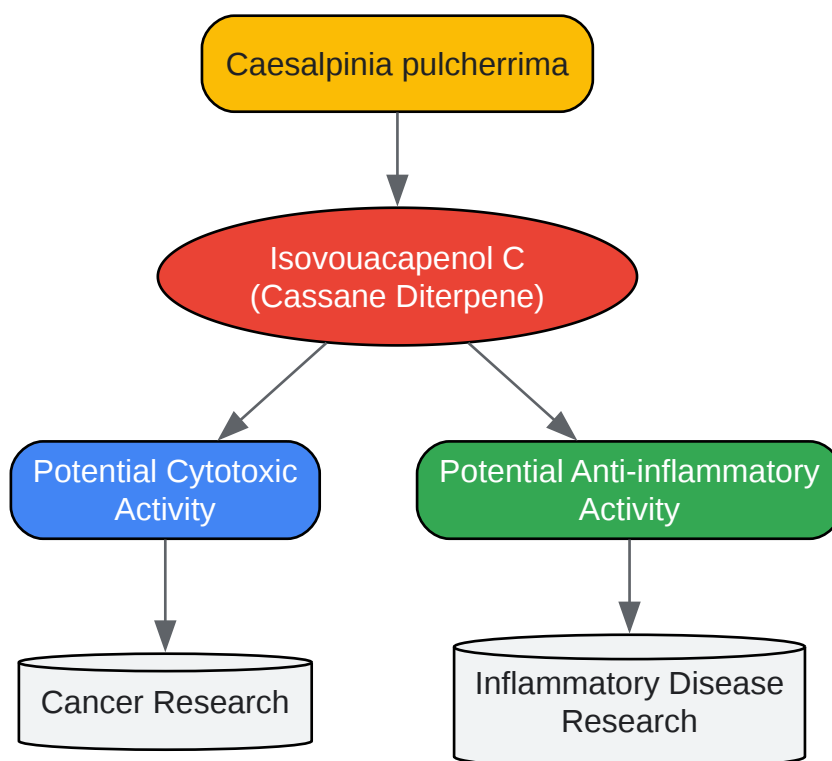 Caesalpinia pulcherrima
Isovouacapenol C
(Cassane Diterpene)
Potential Cytotoxic
Activity
Potential Anti-inflammatory
Activity
Cancer Research
Inflammatory Disease
Research